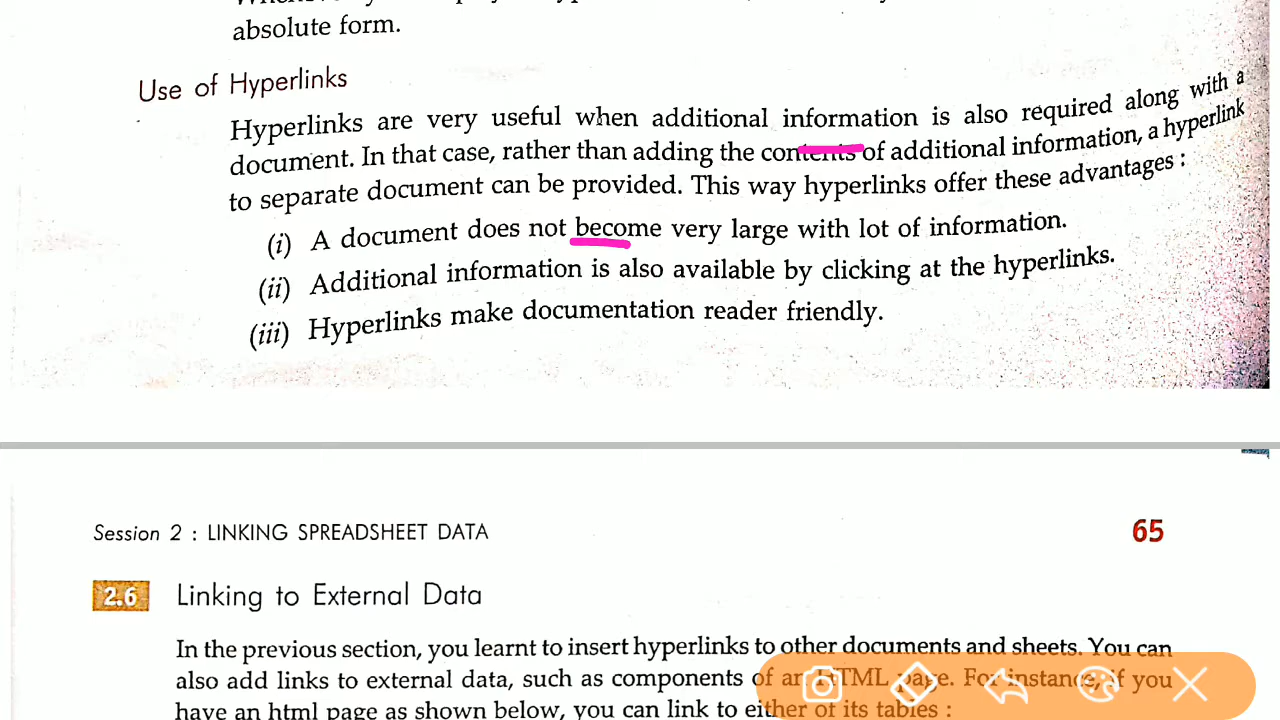 absolute form.
Use of Hyperlinks
Hyperlinks are very useful when additional information is also required along with a
document. In that case, rather than adding the contents of additional information, a hyperlink
to separate document can be provided. This way hyperlinks offer these advantages :
(i) A document does not become very large with lot of information.
(ii) Additional information is also available by clicking at the hyperlinks.
(iii) Hyperlinks make documentation reader friendly.
Session 2 : LINKING SPREADSHEET DATA 65
2.6 Linking to External Data
In the previous section, you learnt to insert hyperlinks to other documents and sheets. You can
also add links to external data, such as components of an HTML page. For instance, if you
have an html page as shown below, you can link to either of its tables :